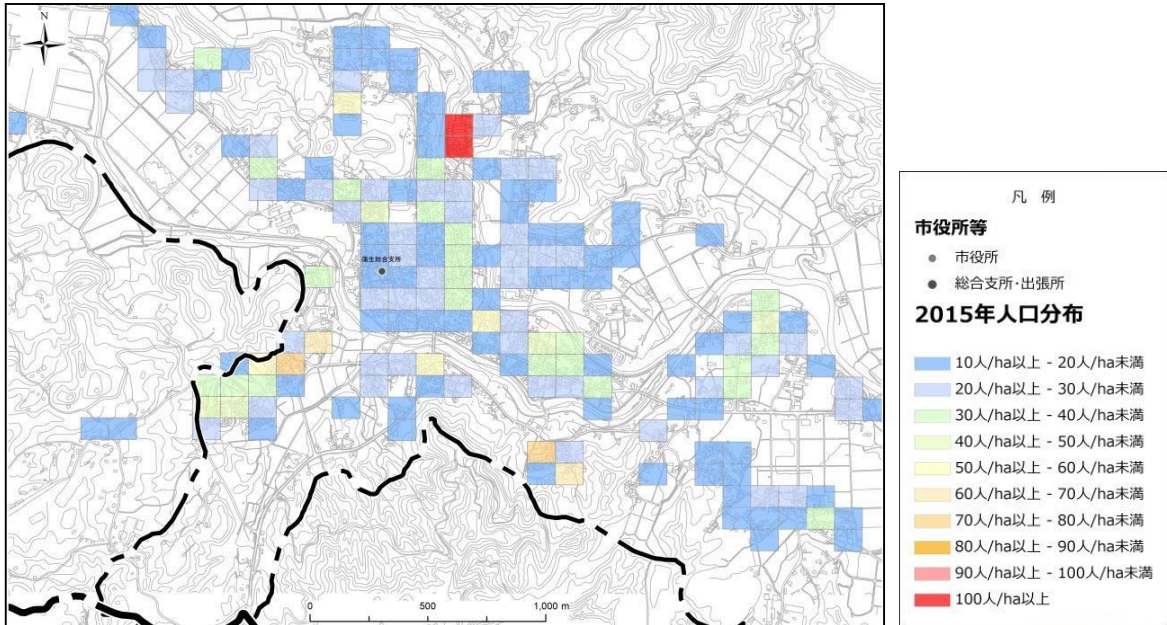 N
蒲生総合支所
0 500 1,000 m
凡 例
市役所等
市役所
総合支所・出張所
2015年人口分布
10人/ha以上 - 20人/ha未満
20人/ha以上 - 30人/ha未満
30人/ha以上 - 40人/ha未満
40人/ha以上 - 50人/ha未満
50人/ha以上 - 60人/ha未満
60人/ha以上 - 70人/ha未満
70人/ha以上 - 80人/ha未満
80人/ha以上 - 90人/ha未満
90人/ha以上 - 100人/ha未満
100人/ha以上